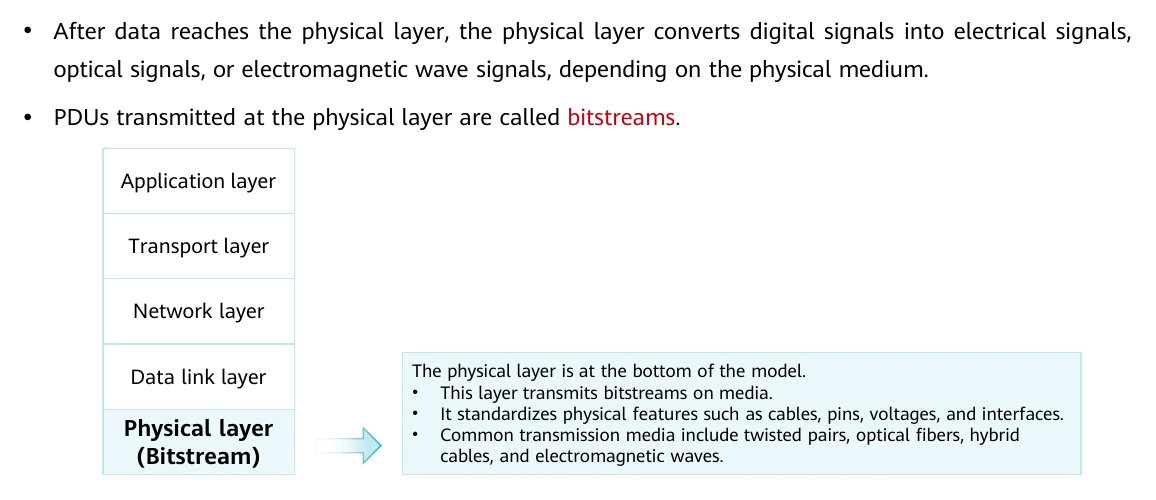 • After data reaches the physical layer, the physical layer converts digital signals into electrical signals,
optical signals, or electromagnetic wave signals, depending on the physical medium.
• PDUs transmitted at the physical layer are called bitstreams.
Application layer
Transport layer
Network layer
Data link layer
Physical layer
(Bitstream)
The physical layer is at the bottom of the model.
• This layer transmits bitstreams on media.
• It standardizes physical features such as cables, pins, voltages, and interfaces.
• Common transmission media include twisted pairs, optical fibers, hybrid
cables, and electromagnetic waves.